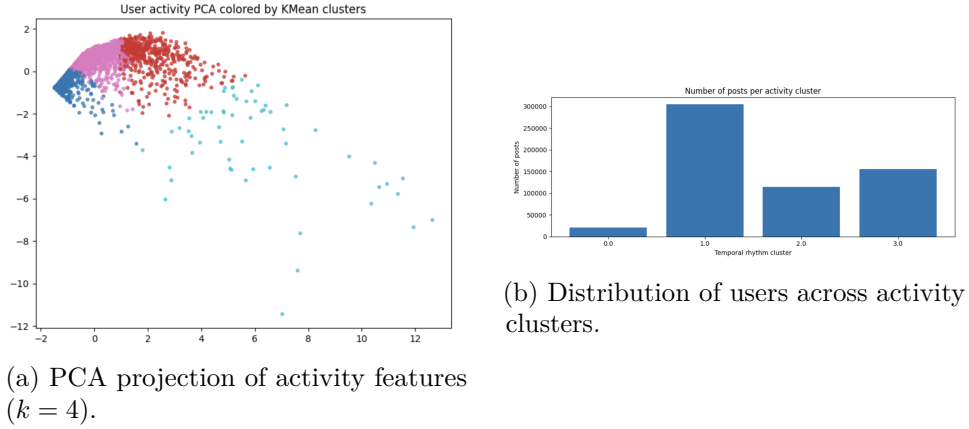 User activity PCA colored by KMean clusters
2
0
−2
−4
−6
−8
−10
−12
−2 0 2 4 6 8 10 12
(a) PCA projection of activity features
(k = 4).
Number of posts per activity cluster
Number of posts
300000
250000
200000
150000
100000
50000
0
0.0 1.0 2.0 3.0
Temporal rhythm cluster
(b) Distribution of users across activity
clusters.